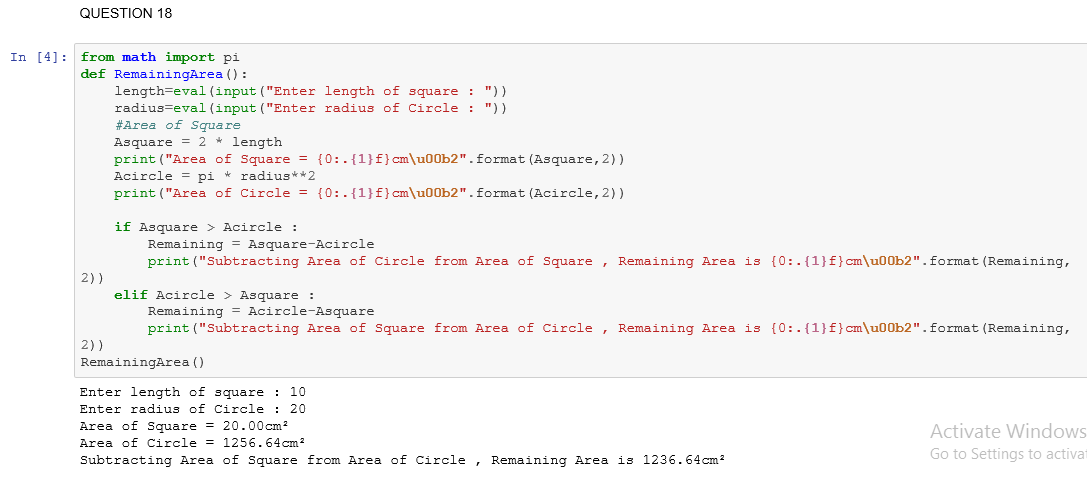 QUESTION 18
In [4]: from math import pi
def RemainingArea():
    length=eval(input("Enter length of square : "))
    radius=eval(input("Enter radius of Circle : "))
    #Area of Square
    Asquare = 2 * length
    print("Area of Square = {0:.{1}f}cm\u00b2".format(Asquare,2))
    Acircle = pi * radius**2
    print("Area of Circle = {0:.{1}f}cm\u00b2".format(Acircle,2))
    if Asquare > Acircle :
        Remaining = Asquare-Acircle
        print("Subtracting Area of Circle from Area of Square , Remaining Area is {0:.{1}f}cm\u00b2".format(Remaining,
2))
    elif Acircle > Asquare :
        Remaining = Acircle-Asquare
        print("Subtracting Area of Square from Area of Circle , Remaining Area is {0:.{1}f}cm\u00b2".format(Remaining,
2))
RemainingArea()
Enter length of square : 10
Enter radius of Circle : 20
Area of Square = 20.00cm²
Area of Circle = 1256.64cm²
Subtracting Area of Square from Area of Circle , Remaining Area is 1236.64cm²
Activate Windows
Go to Settings to activat